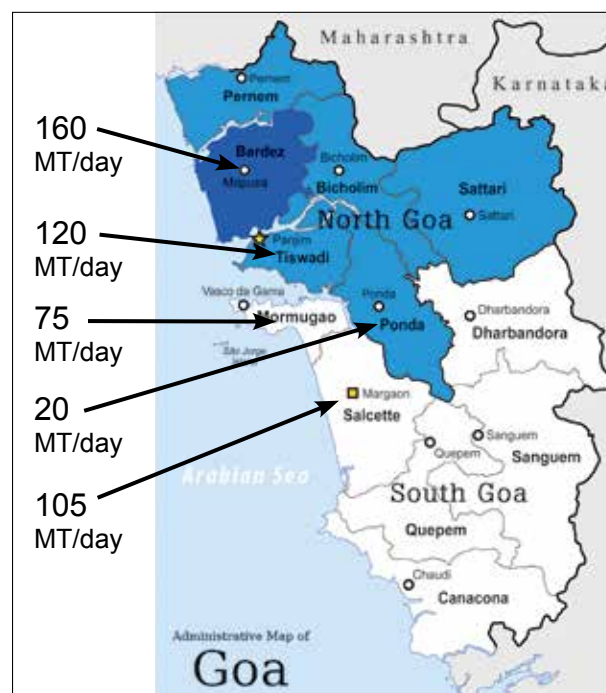 Maharashtra
Karnataka
Pernem
Pernem
160
MT/day
Bardez
Mapusa
Bicholim
Bicholim
Sattari
Sattari
North Goa
120
MT/day
Panjim
Tiswadi
Vasco da Gama
75
MT/day
Mormugao
Ponda
Ponda
Dharbandora
Dharbandora
São Jorge
20
MT/day
Margaon
Salcette
Sanguem
Sanguem
Quepem
Arabian Sea
105
MT/day
South Goa
Quepem
Chaudi
Canacona
Administrative Map of
Goa